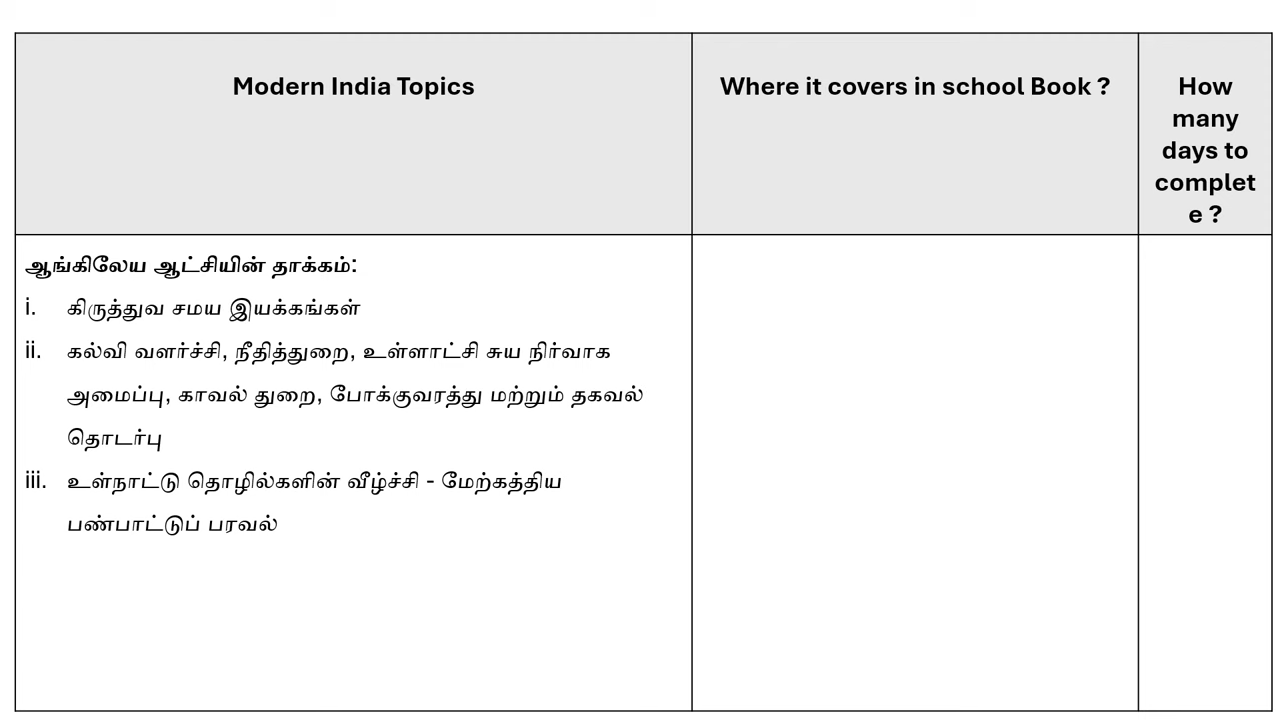 Modern India Topics
Where it covers in school Book ?
How
many
days to
complet
e ?
ஆங்கிலேய ஆட்சியின் தாக்கம்:
i. கிருத்துவ சமய இயக்கங்கள்
ii. கல்வி வளர்ச்சி, நீதித்துறை, உள்ளாட்சி சுய நிர்வாக
அமைப்பு, காவல் துறை, போக்குவரத்து மற்றும் தகவல்
தொடர்பு
iii. உள்நாட்டு தொழில்களின் வீழ்ச்சி - மேற்கத்திய
பண்பாட்டுப் பரவல்